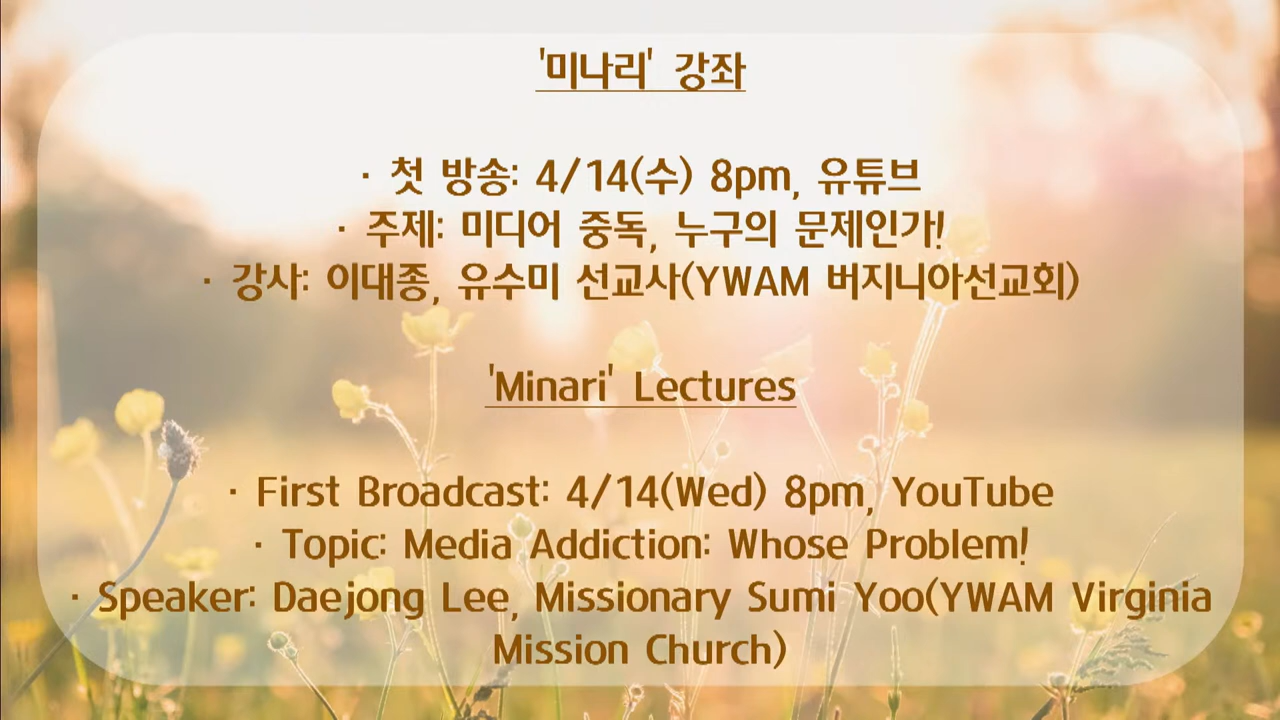 '미나리' 강좌
· 첫 방송: 4/14(수) 8pm, 유튜브
· 주제: 미디어 중독, 누구의 문제인가!
· 강사: 이대종, 유수미 선교사(YWAM 버지니아선교회)
'Minari' Lectures
· First Broadcast: 4/14(Wed) 8pm, YouTube
· Topic: Media Addiction: Whose Problem!
· Speaker: Daejong Lee, Missionary Sumi Yoo(YWAM Virginia
Mission Church)